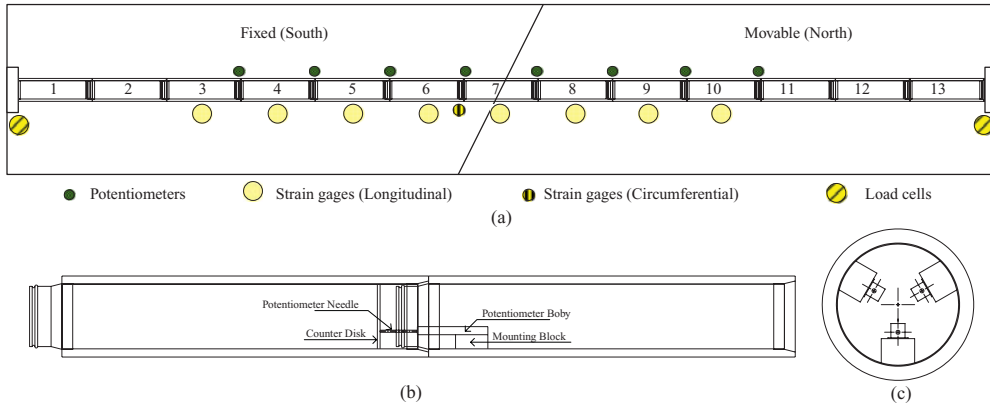 Fixed (South) Movable (North)
1 2 3 4 5 6 7 8 9 10 11 12 13
Potentiometers Strain gages (Longitudinal) Strain gages (Circumferential) Load cells
(a)
Potentiometer Needle
Potentiometer Boby
Counter Disk
Mounting Block
(b)
(c)